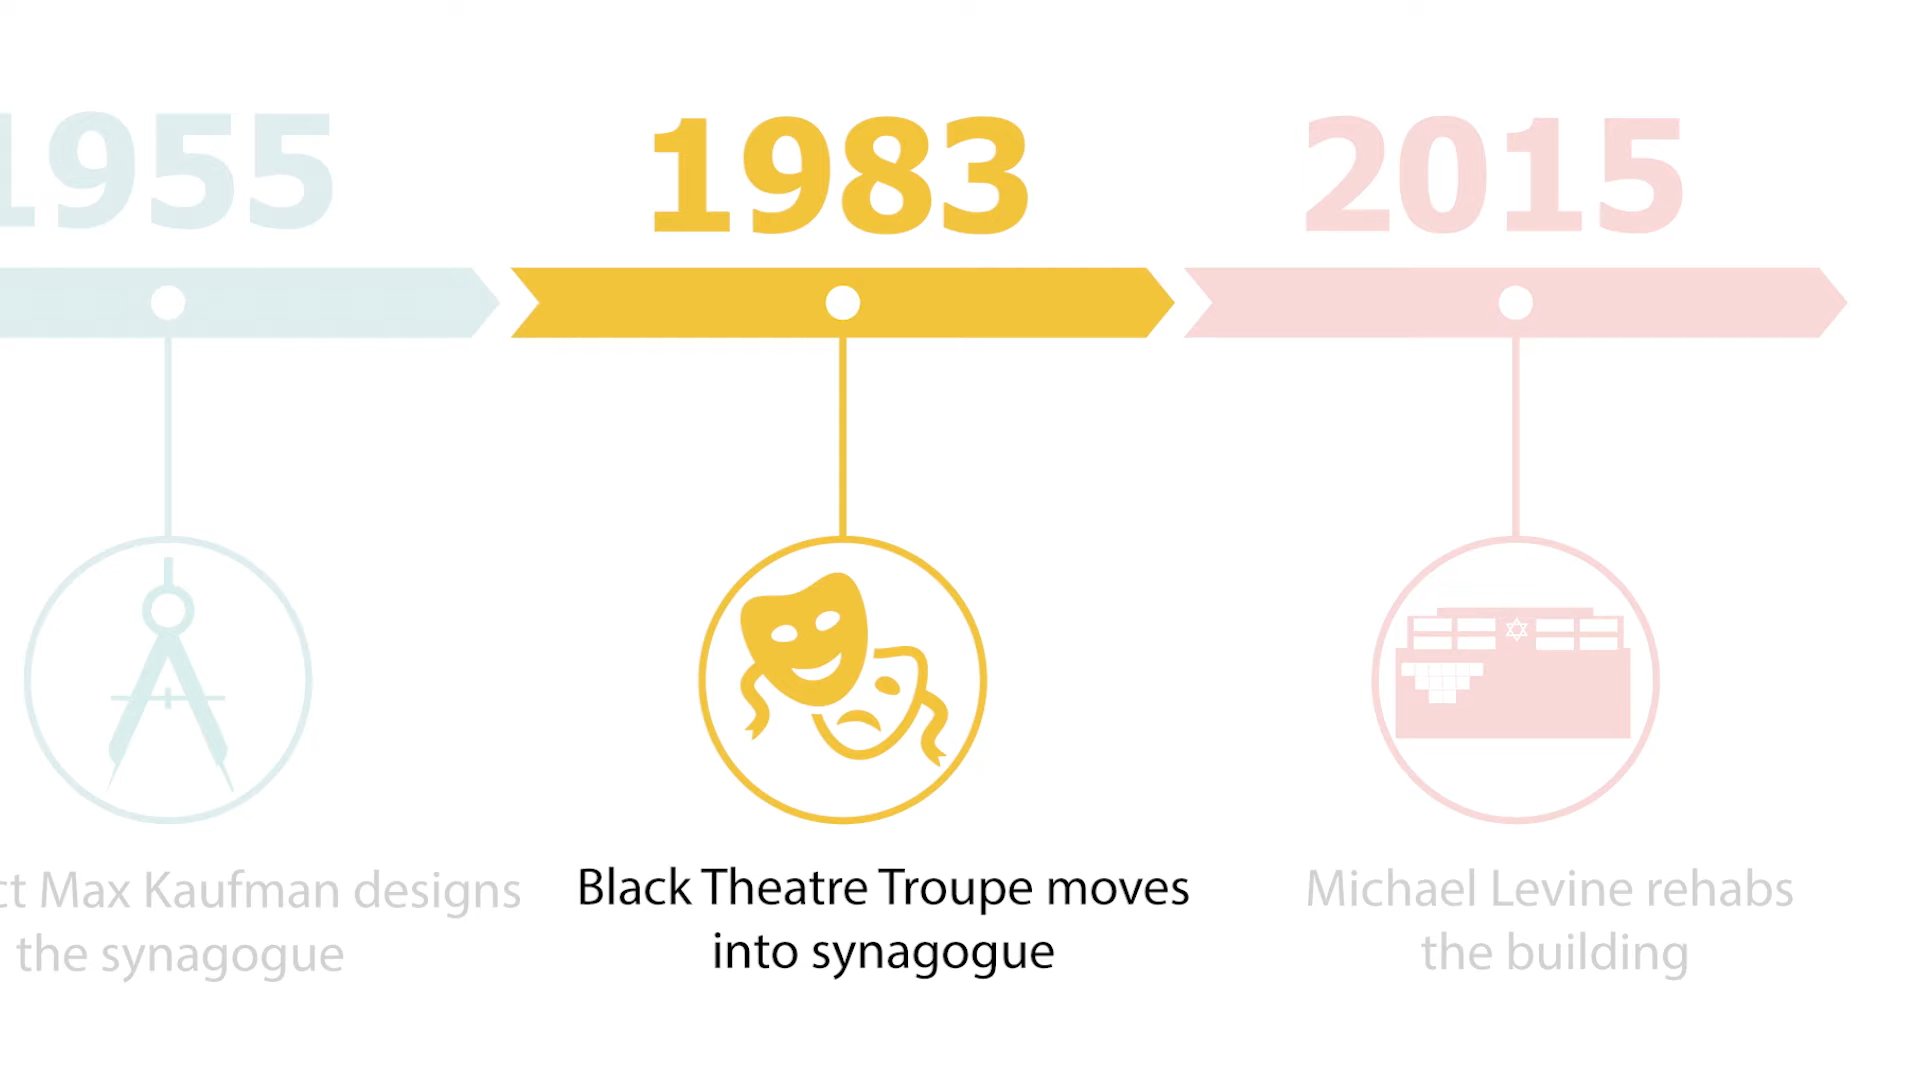 1955
1983
2015
ct Max Kaufman designs
the synagogue
Black Theatre Troupe moves
into synagogue
Michael Levine rehabs
the building